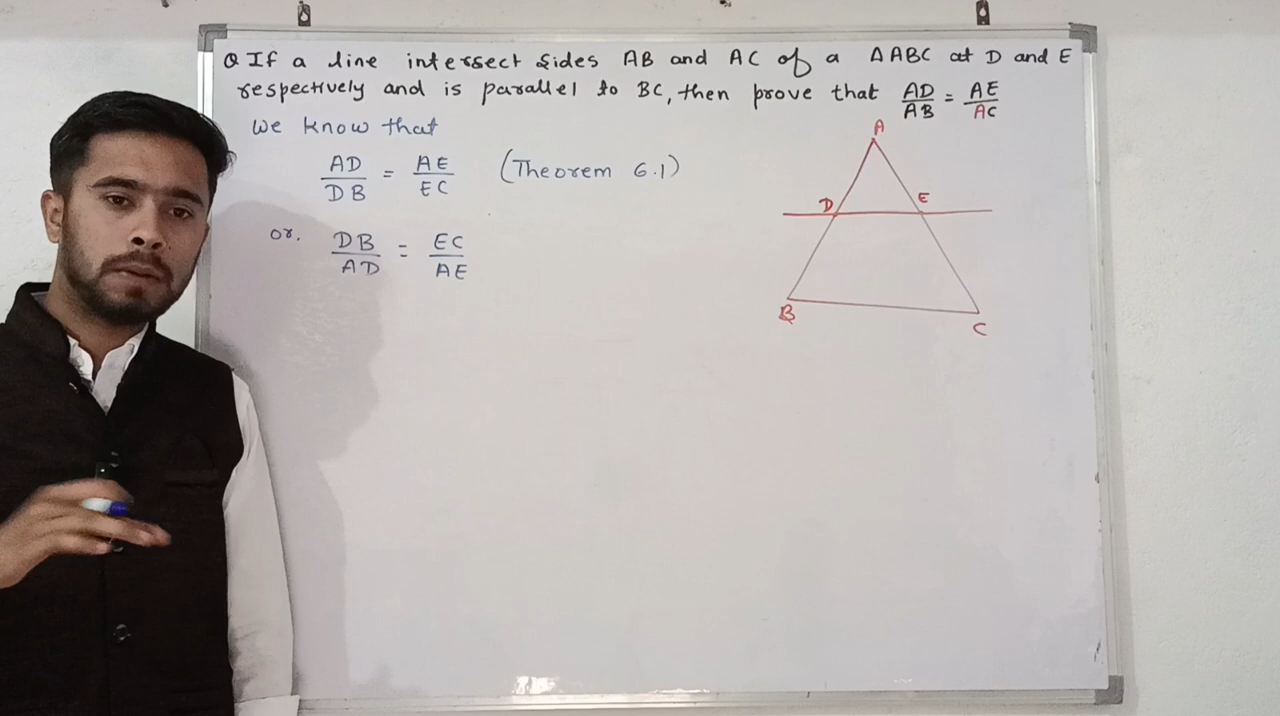 Q If a line intersect sides AB and AC of a ΔABC at D and E
respectively and is parallel to BC, then prove that AD/AB = AE/AC
We know that
AD/DB = AE/EC (Theorem 6.1)
or. DB/AD = EC/AE
A
D E
B
C